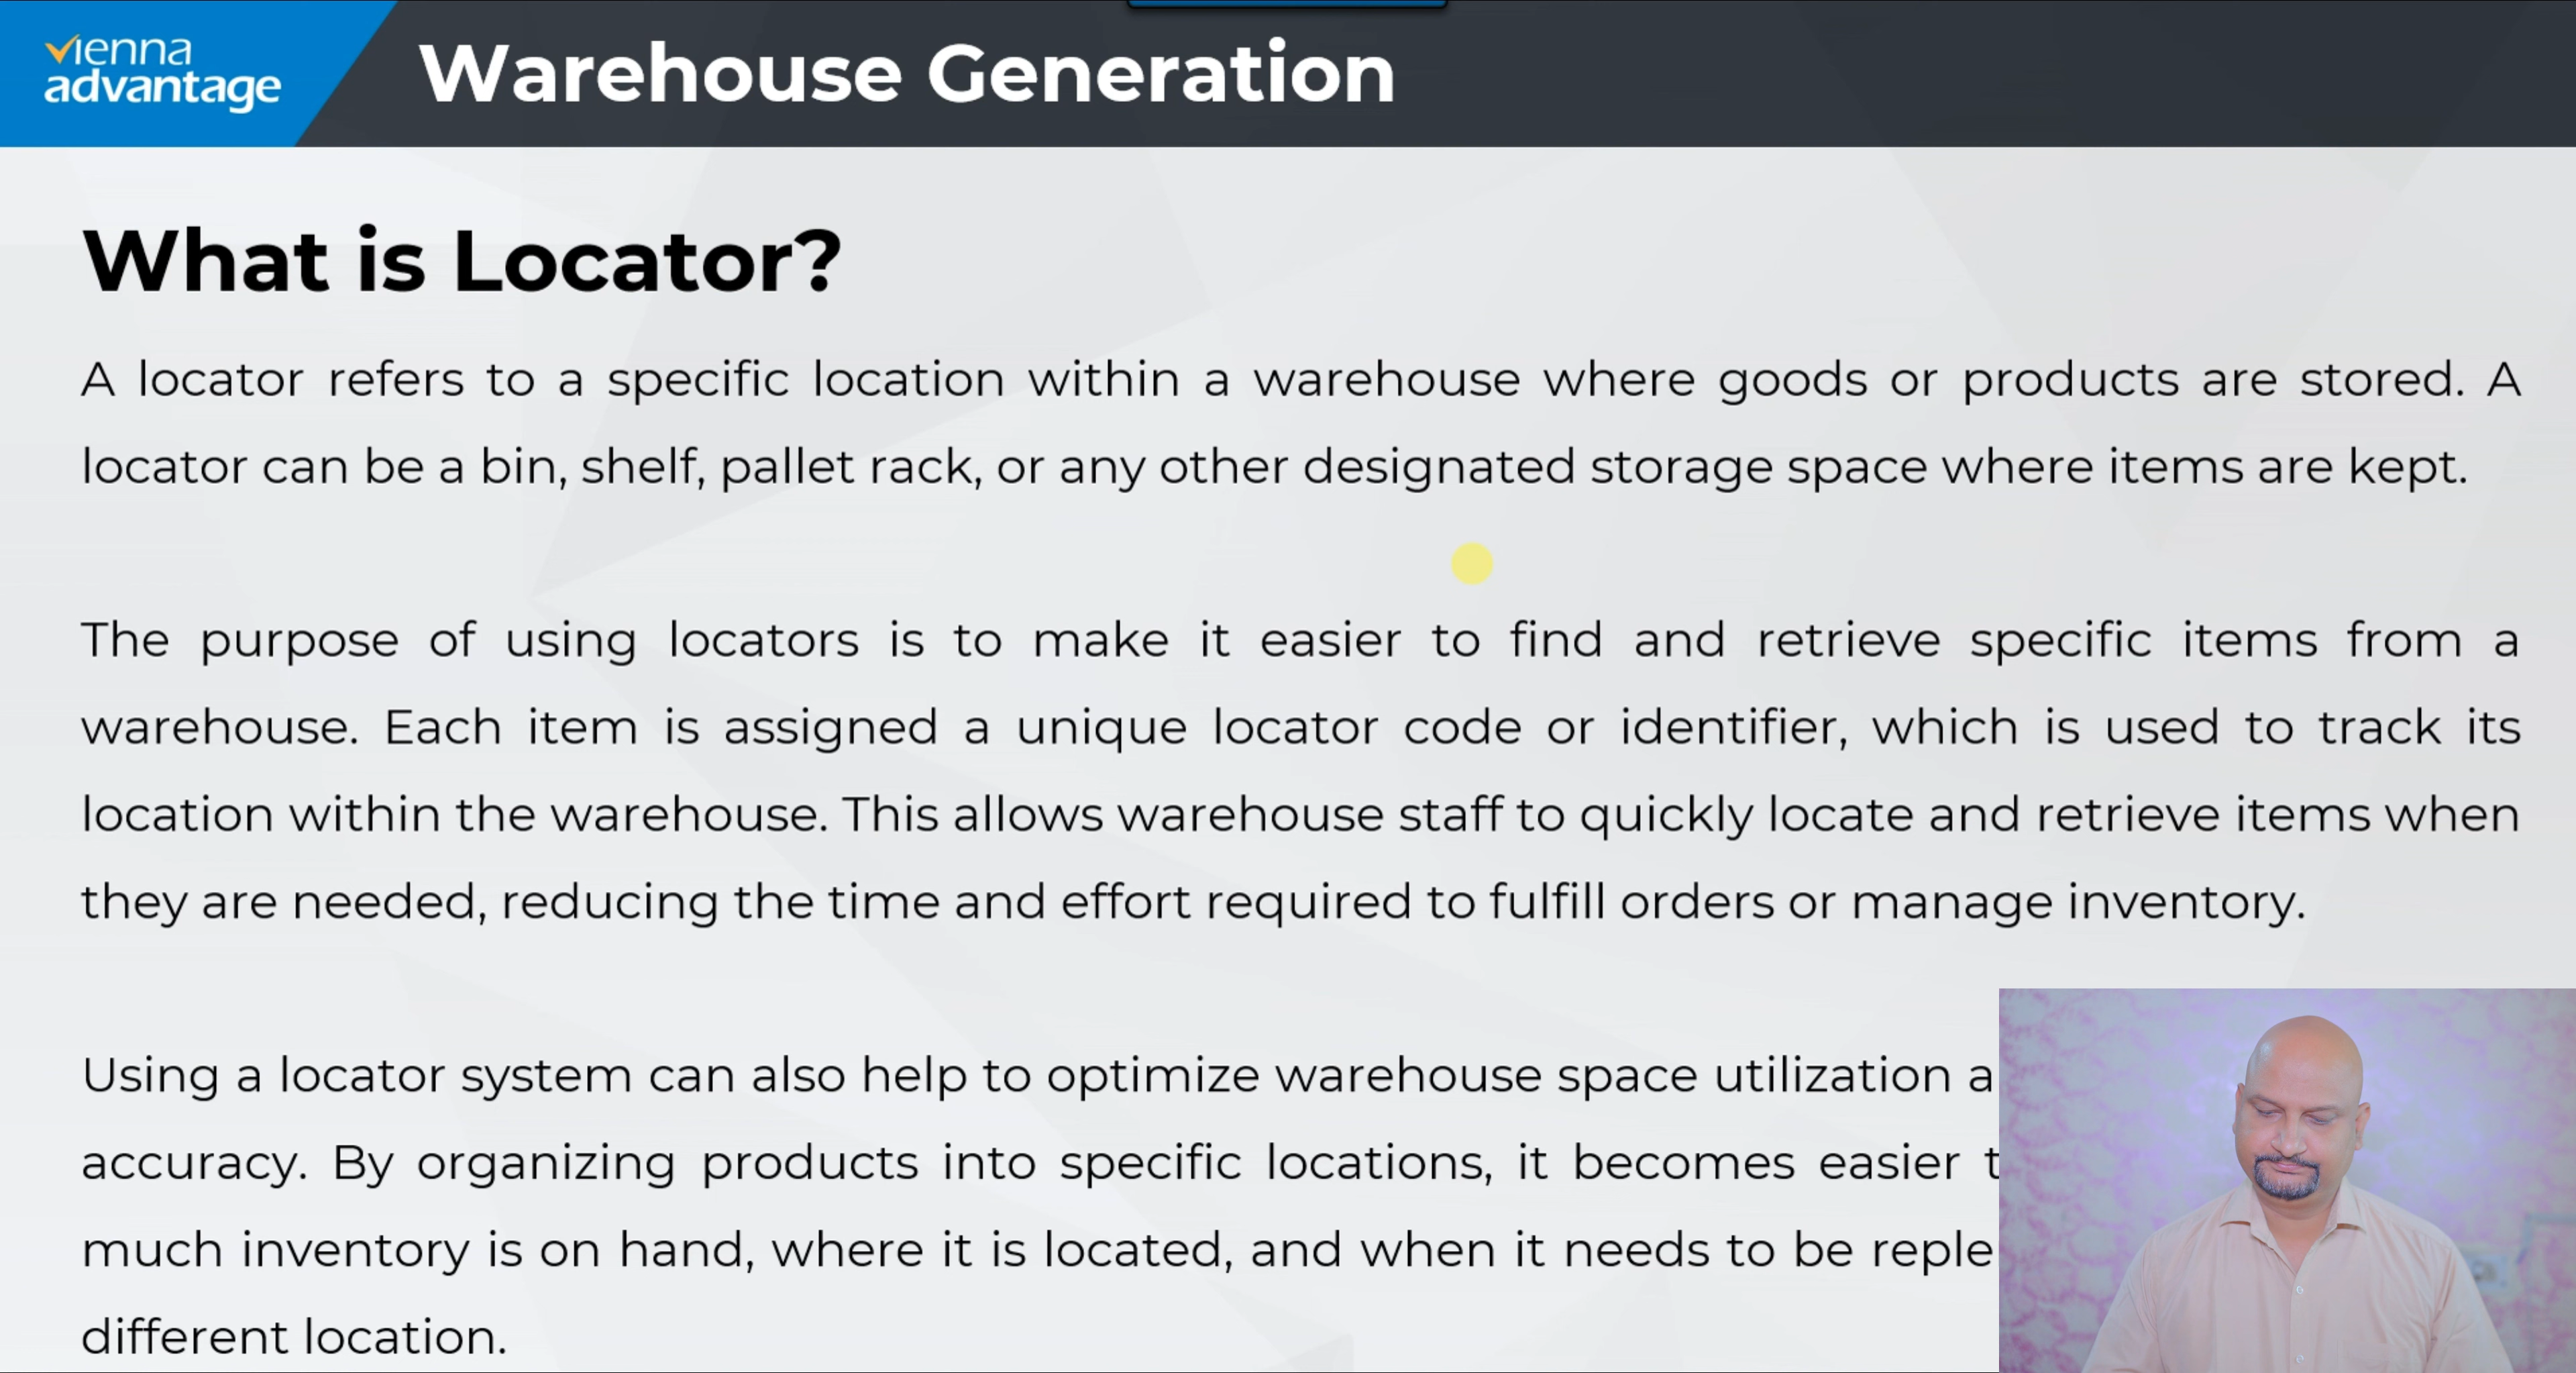 vienna
advantage
Warehouse Generation
What is Locator?
A locator refers to a specific location within a warehouse where goods or products are stored. A
locator can be a bin, shelf, pallet rack, or any other designated storage space where items are kept.
The purpose of using locators is to make it easier to find and retrieve specific items from a
warehouse. Each item is assigned a unique locator code or identifier, which is used to track its
location within the warehouse. This allows warehouse staff to quickly locate and retrieve items when
they are needed, reducing the time and effort required to fulfill orders or manage inventory.
Using a locator system can also help to optimize warehouse space utilization
accuracy. By organizing products into specific locations, it becomes easier
much inventory is on hand, where it is located, and when it needs to be
different location.